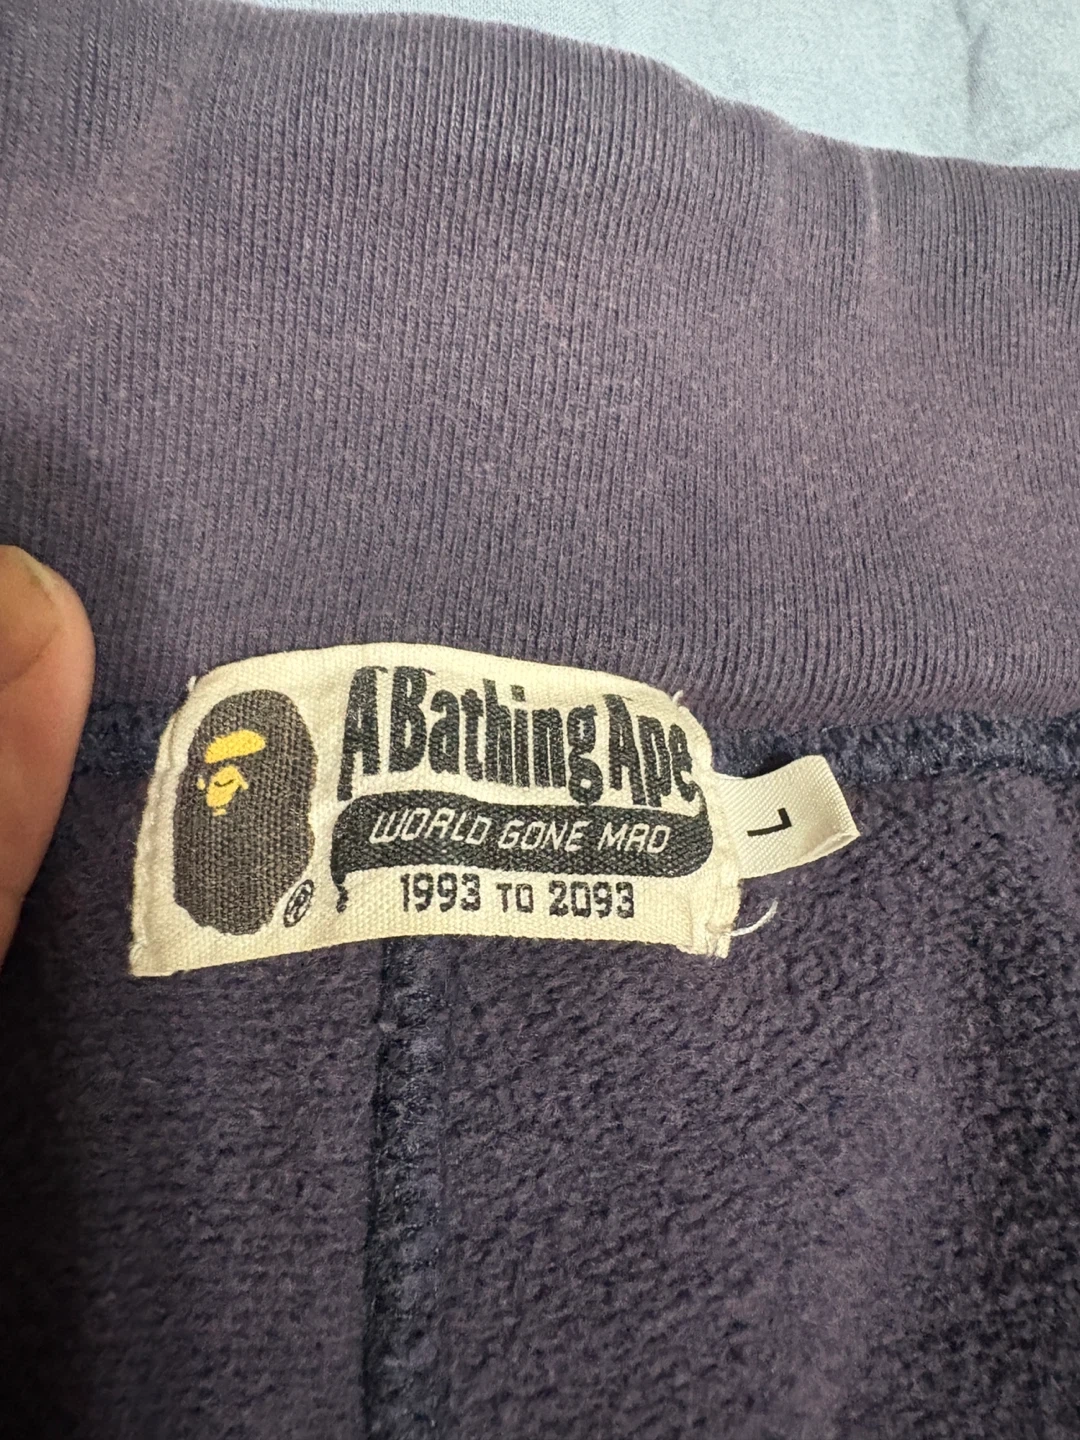 A Bathing Ape
WORLD GONE MAD
1993 TO 2093
®
L